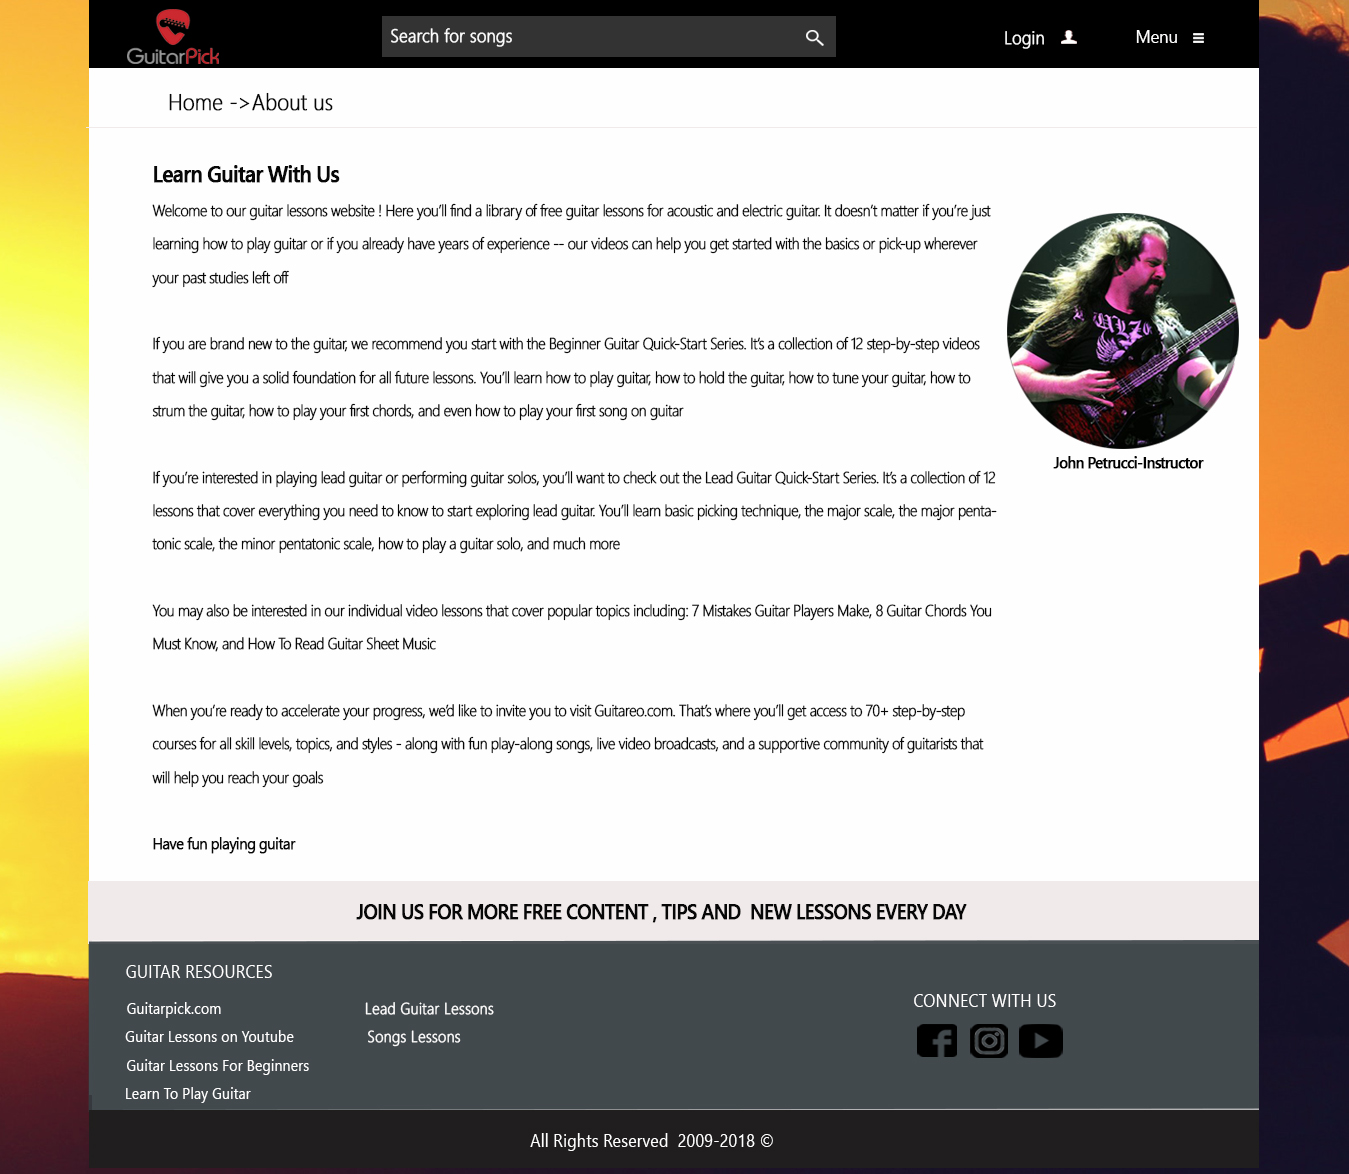 GuitarPick
Search for songs
Login
Menu
Home ->About us
Learn Guitar With Us
Welcome to our guitar lessons website ! Here you’ll find a library of free guitar lessons for acoustic and electric guitar. It doesn’t matter if you’re just
learning how to play guitar or if you already have years of experience -- our videos can help you get started with the basics or pick-up wherever
your past studies left off
If you are brand new to the guitar, we recommend you start with the Beginner Guitar Quick-Start Series. It’s a collection of 12 step-by-step videos
that will give you a solid foundation for all future lessons. You’ll learn how to play guitar, how to hold the guitar, how to tune your guitar, how to
strum the guitar, how to play your first chords, and even how to play your first song on guitar
John Petrucci-Instructor
If you’re interested in playing lead guitar or performing guitar solos, you’ll want to check out the Lead Guitar Quick-Start Series. It’s a collection of 12
lessons that cover everything you need to know to start exploring lead guitar. You’ll learn basic picking technique, the major scale, the major penta-
tonic scale, the minor pentatonic scale, how to play a guitar solo, and much more
You may also be interested in our individual video lessons that cover popular topics including: 7 Mistakes Guitar Players Make, 8 Guitar Chords You
Must Know, and How To Read Guitar Sheet Music
When you’re ready to accelerate your progress, we’d like to invite you to visit Guitareo.com. That’s where you’ll get access to 70+ step-by-step
courses for all skill levels, topics, and styles - along with fun play-along songs, live video broadcasts, and a supportive community of guitarists that
will help you reach your goals
Have fun playing guitar
JOIN US FOR MORE FREE CONTENT , TIPS AND  NEW LESSONS EVERY DAY
GUITAR RESOURCES
Guitarpick.com
Guitar Lessons on Youtube
Guitar Lessons For Beginners
Learn To Play Guitar
Lead Guitar Lessons
Songs Lessons
CONNECT WITH US
All Rights Reserved  2009-2018 ©